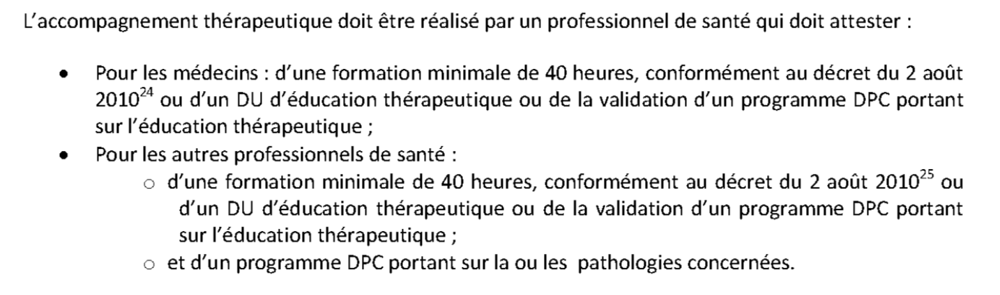 L’accompagnement thérapeutique doit être réalisé par un professionnel de santé qui doit attester :
• Pour les médecins : d’une formation minimale de 40 heures, conformément au décret du 2 août
2010²⁴ ou d’un DU d’éducation thérapeutique ou de la validation d’un programme DPC portant
sur l’éducation thérapeutique ;
• Pour les autres professionnels de santé :
o d’une formation minimale de 40 heures, conformément au décret du 2 août 2010²⁵ ou
d’un DU d’éducation thérapeutique ou de la validation d’un programme DPC portant
sur l’éducation thérapeutique ;
o et d’un programme DPC portant sur la ou les pathologies concernées.